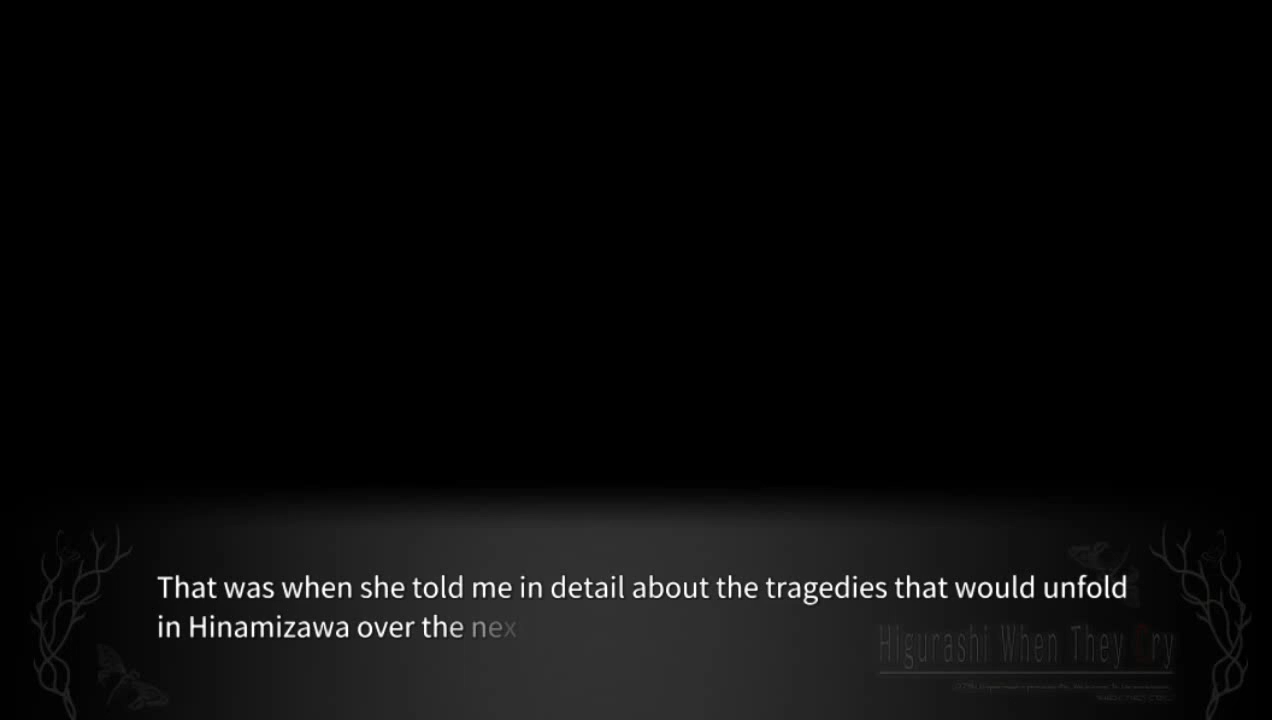 That was when she told me in detail about the tragedies that would unfold
in Hinamizawa over the nex
Higurashi When They Cry